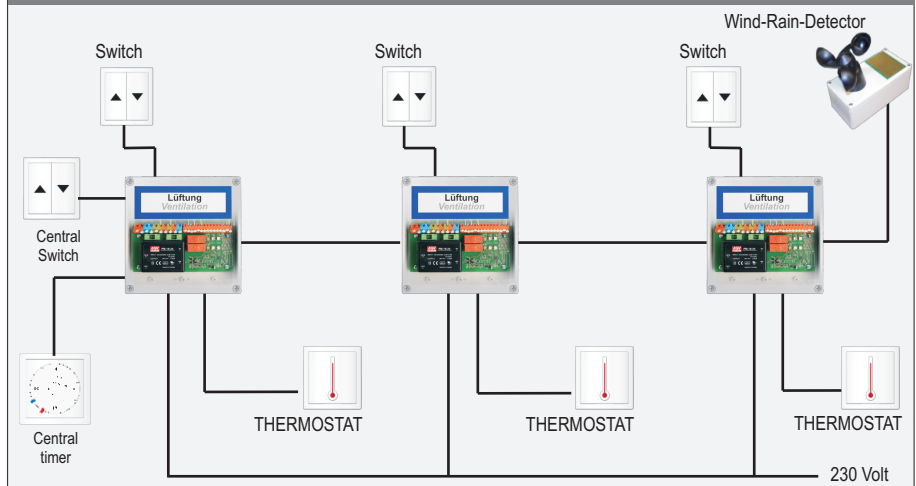 Wind-Rain-Detector
Switch
Switch
Switch
Lüftung
Ventilation
Lüftung
Ventilation
Lüftung
Ventilation
Central
Switch
THERMOSTAT
THERMOSTAT
THERMOSTAT
Central
timer
230 Volt